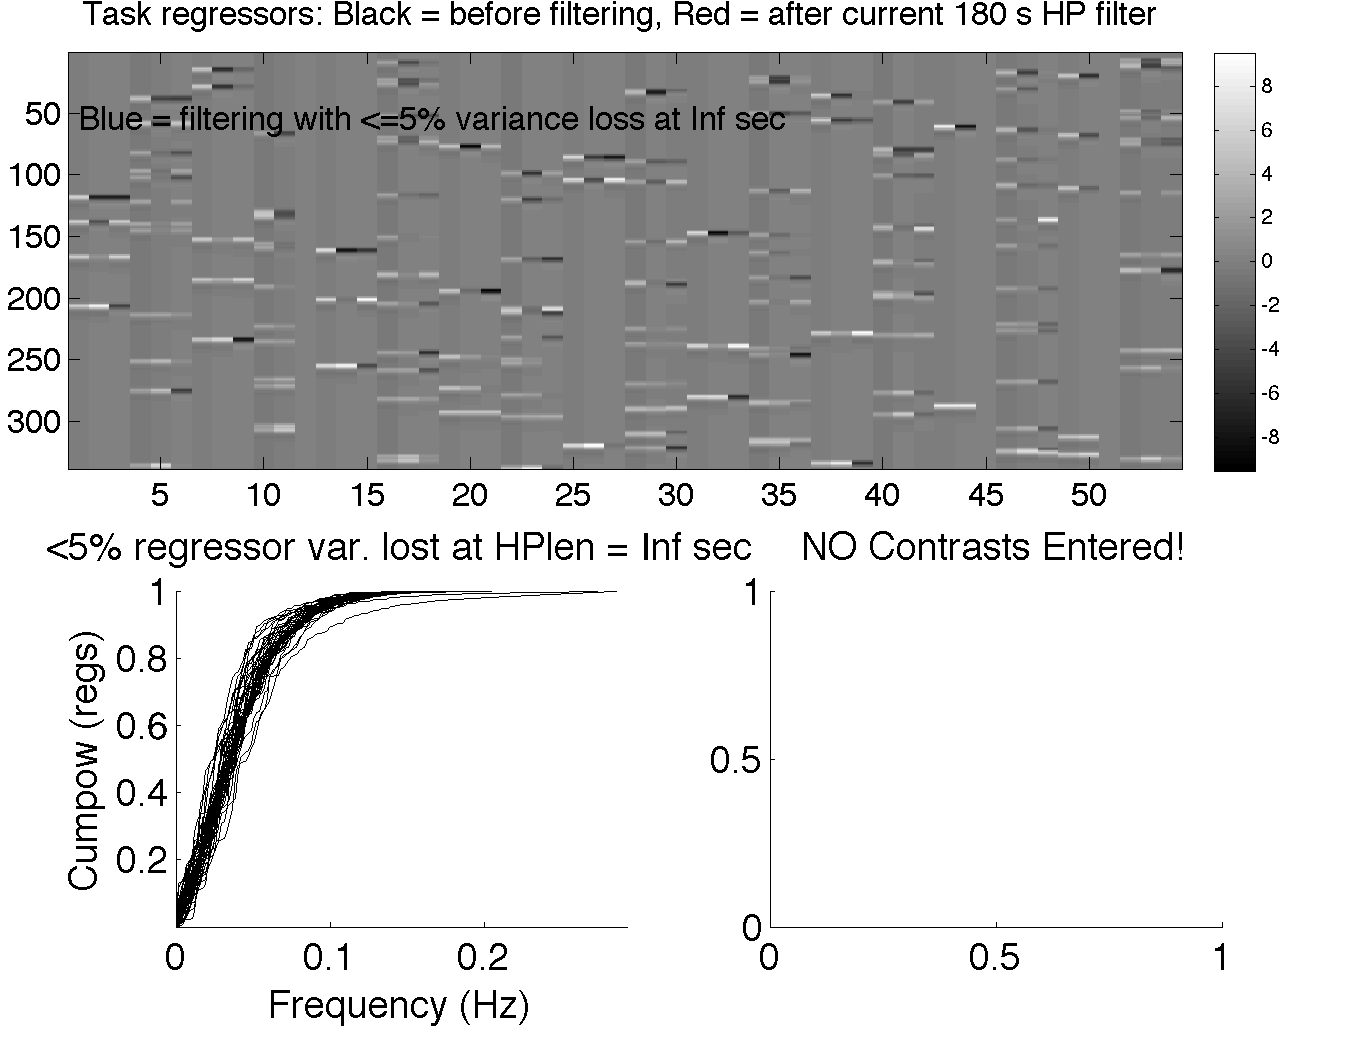 Task regressors: Black = before filtering, Red = after current 180 s HP filter
Blue = filtering with <=5% variance loss at Inf sec
50
100
150
200
250
300
5 10 15 20 25 30 35 40 45 50
8
6
4
2
0
-2
-4
-6
-8
<5% regressor var. lost at HPlen = Inf sec
Cumpow (regs)
1
0.8
0.6
0.4
0.2
0 0.1 0.2
Frequency (Hz)
NO Contrasts Entered!
1
0.5
0
0 0.5 1